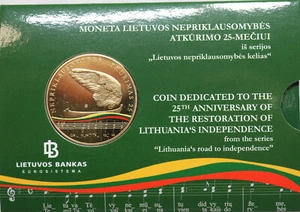 MONETA LIETUVOS NEPRIKLAUSOMYBĖS
ATKŪRIMO 25-MEČIUI
iš serijos
„Lietuvos nepriklausomybės kelias“
COIN DEDICATED TO THE
25TH ANNIVERSARY OF
THE RESTORATION OF
LITHUANIA‘S INDEPENDENCE
from the series
“Lithuania‘s road to independence”
LIETUVOS BANKAS
EUROSISTEMA